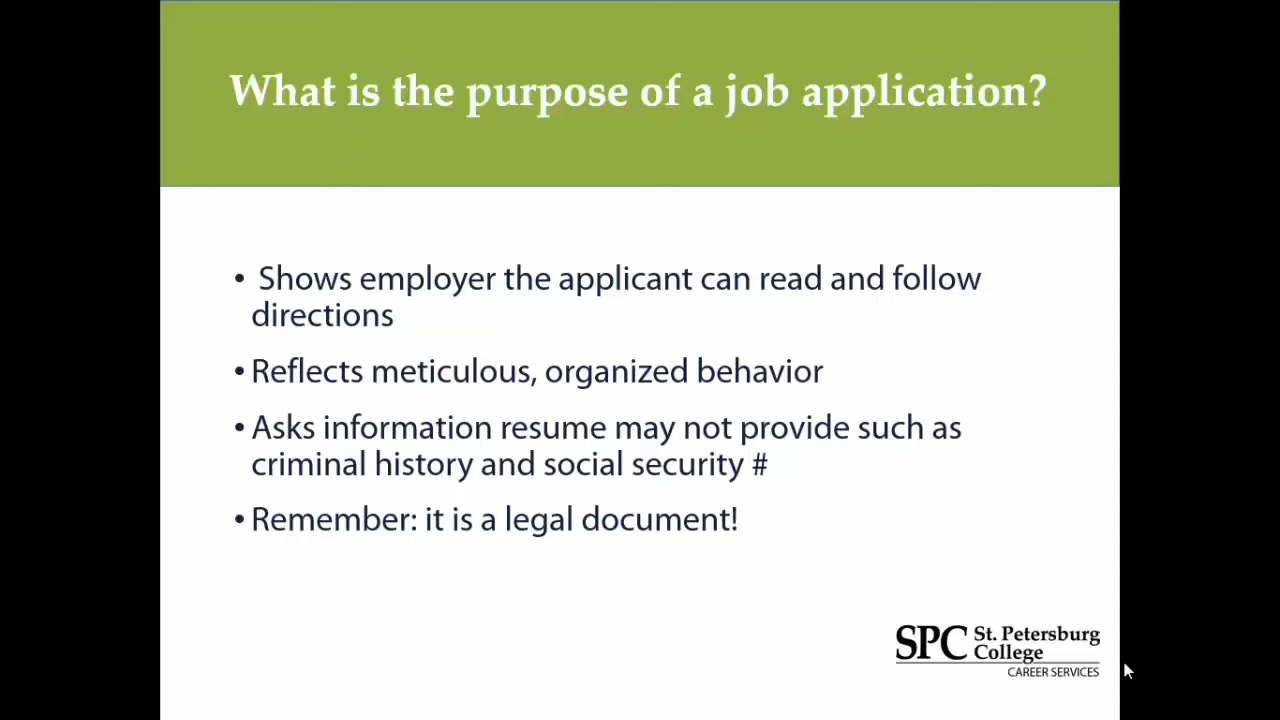 What is the purpose of a job application?
• Shows employer the applicant can read and follow
directions
• Reflects meticulous, organized behavior
• Asks information resume may not provide such as
criminal history and social security #
• Remember: it is a legal document!
SPC St. Petersburg
College
CAREER SERVICES